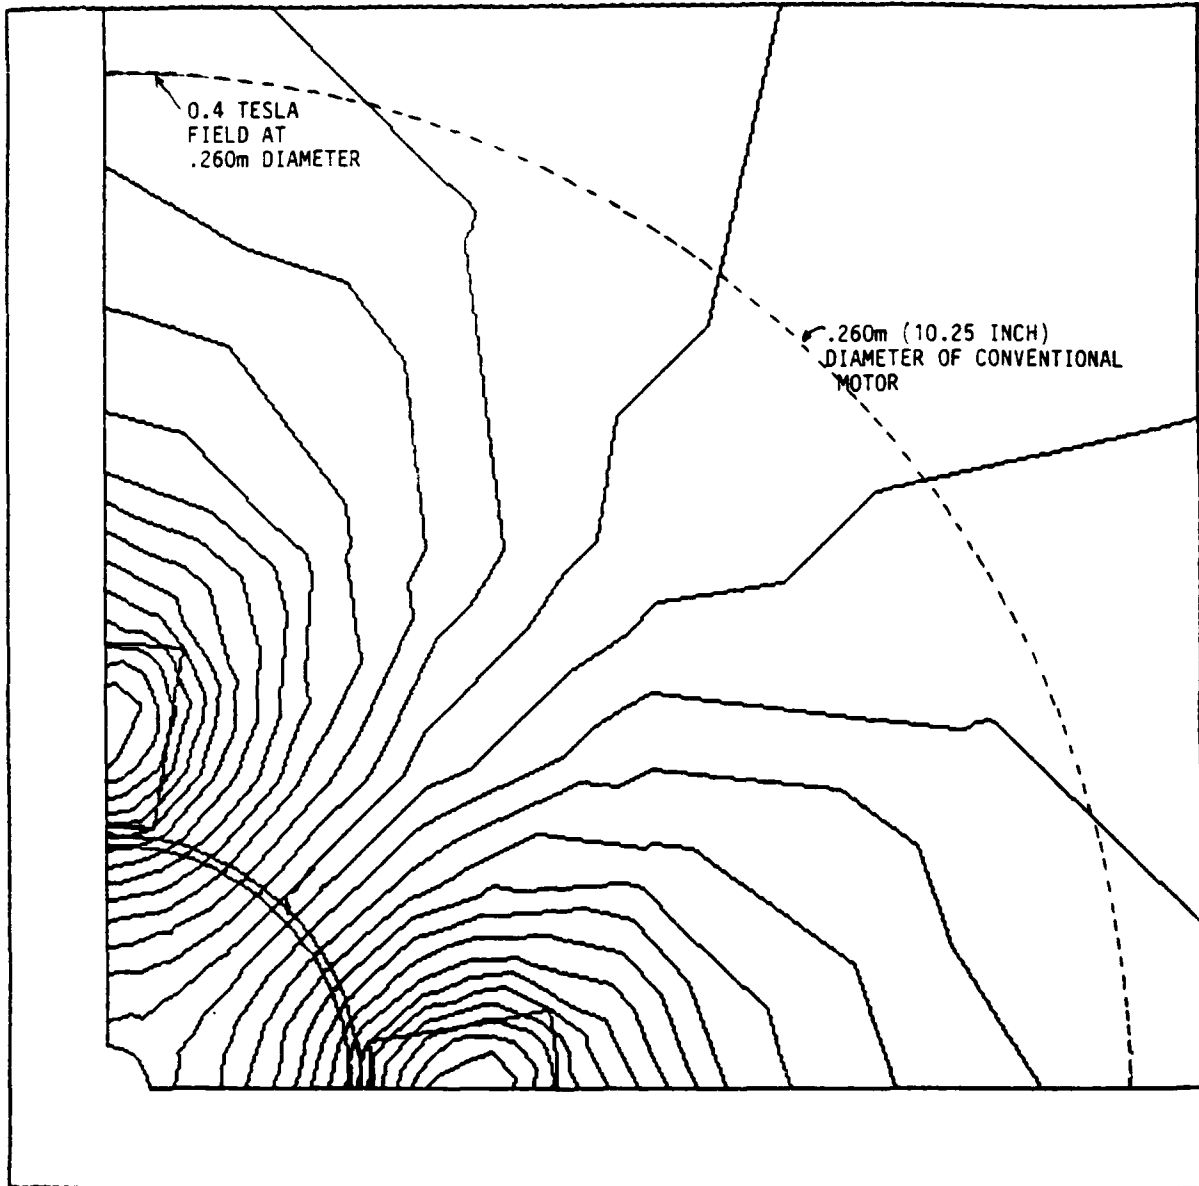 0.4 TESLA
FIELD AT
.260m DIAMETER
.260m (10.25 INCH)
DIAMETER OF CONVENTIONAL
MOTOR